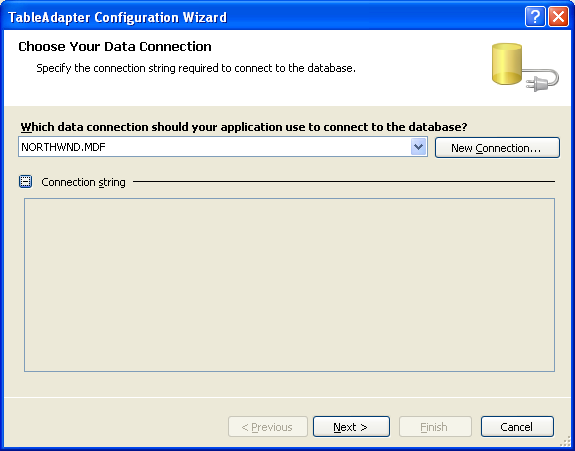 TableAdapter Configuration Wizard
Choose Your Data Connection
Specify the connection string required to connect to the database.
Which data connection should your application use to connect to the database?
NORTHWND.MDF
New Connection...
Connection string
< Previous
Next >
Finish
Cancel